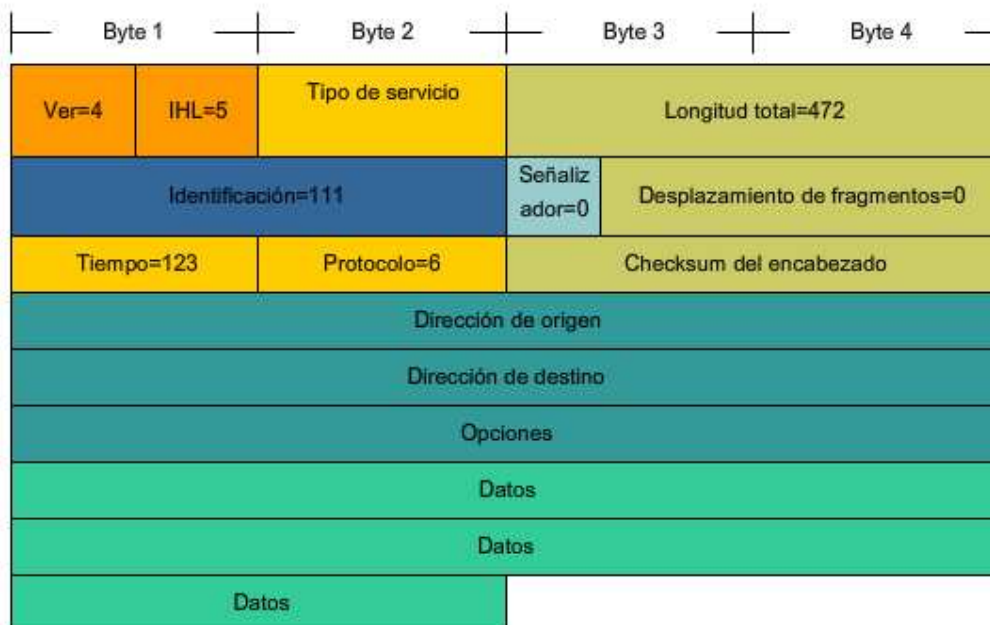 Byte 1 Byte 2 Byte 3 Byte 4
Ver=4 IHL=5 Tipo de servicio Longitud total=472
Identificación=111 Señaliz
ador=0 Desplazamiento de fragmentos=0
Tiempo=123 Protocolo=6 Checksum del encabezado
Dirección de origen
Dirección de destino
Opciones
Datos
Datos
Datos